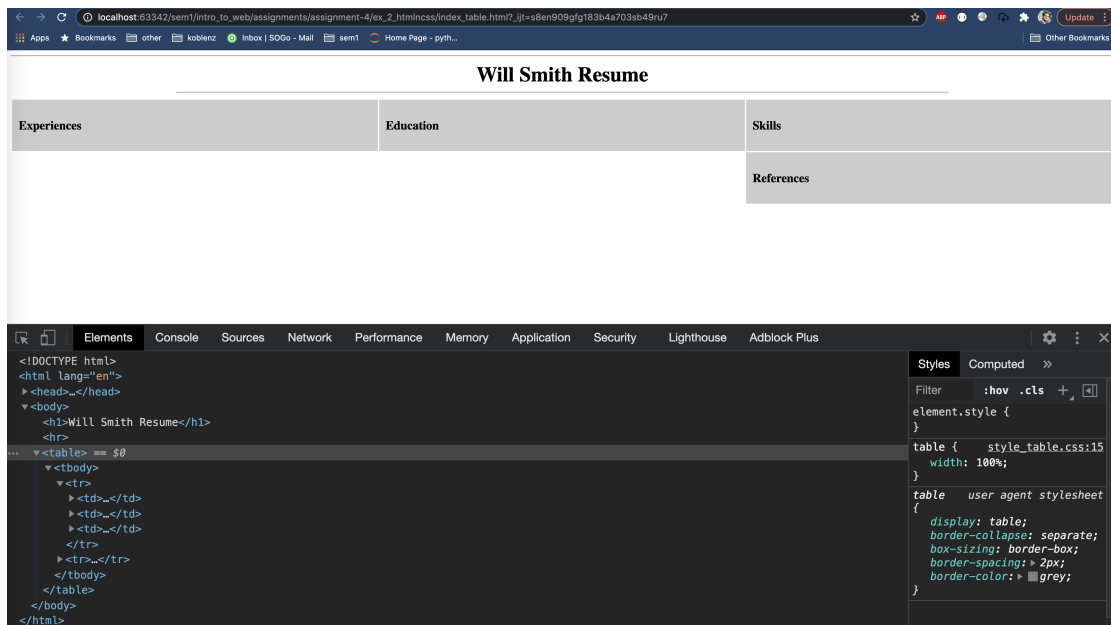 localhost:63342/sem1/intro_to_web/assignments/assignment-4/ex_2_htmlcss/index_table.html?_ijt=s8en909gfg183b4a703sb49ru7 ABP Update
Apps Bookmarks other koblenz Inbox | SOGo - Mail sem1 Home Page - pyth... Other Bookmarks
Will Smith Resume
Experiences Education Skills
References
Elements Console Sources Network Performance Memory Application Security Lighthouse Adblock Plus
<!DOCTYPE html>
<html lang="en">
<head>…</head>
<body>
<h1>Will Smith Resume</h1>
<hr>
<table> == $0
<tbody>
<tr>
<td>…</td>
<td>…</td>
<td>…</td>
</tr>
<tr>…</tr>
</tbody>
</table>
</body>
</html>
Styles Computed »
Filter :hov .cls +
element.style {
}
table { style_table.css:15
width: 100%;
}
table user agent stylesheet
{
display: table;
border-collapse: separate;
box-sizing: border-box;
border-spacing: 2px;
border-color: grey;
}